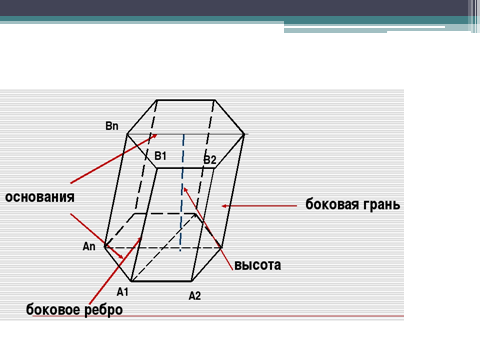 Bn
B1
B2
основания
боковая грань
An
высота
A1
A2
боковое ребро